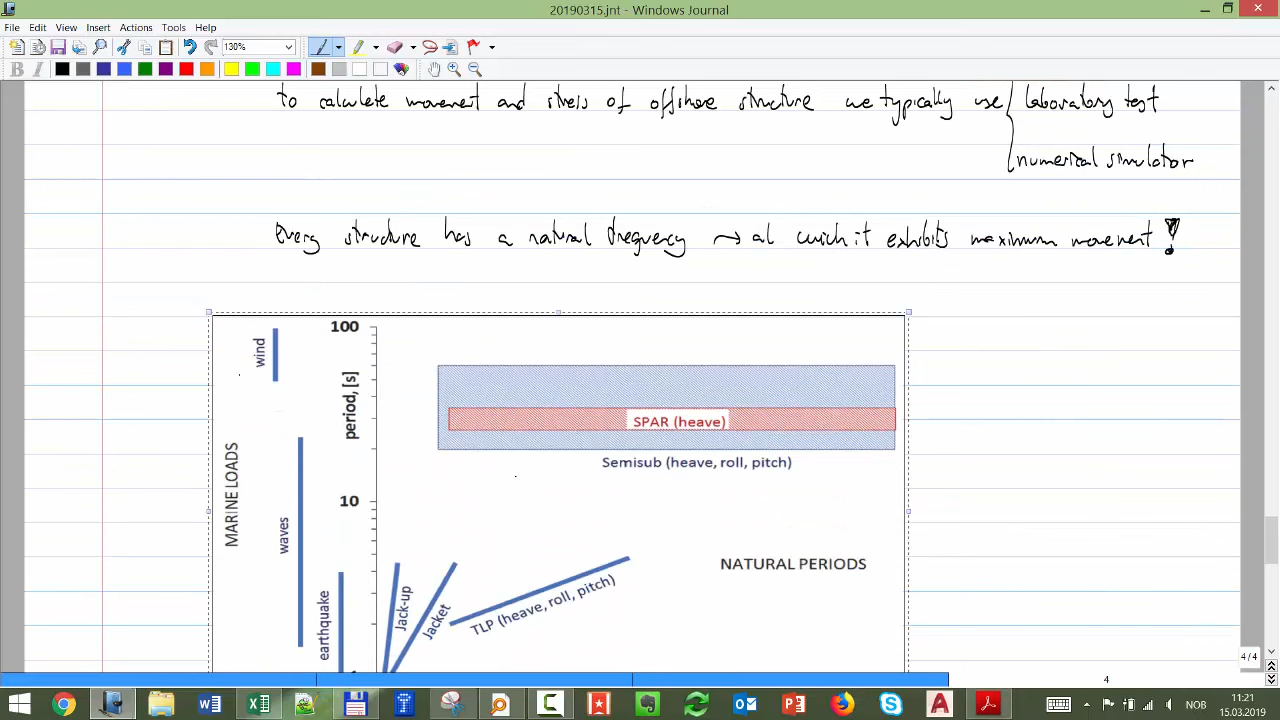 20190315.jnt - Windows Journal
File Edit View Insert Actions Tools Help
130%
B I
to calculate movement and stress of offshore structure we typically use laboratory test
numerical simulator
Every structure has a natural frequency → at wich it exhibits maximum movement !
wind
100
period, [s]
SPAR (heave)
Semisub (heave, roll, pitch)
MARINE LOADS
waves
10
NATURAL PERIODS
earthquake
Jack-up
Jacket
TLP (heave, roll, pitch)
4/4
4
11:21
NOB
15.03.2019